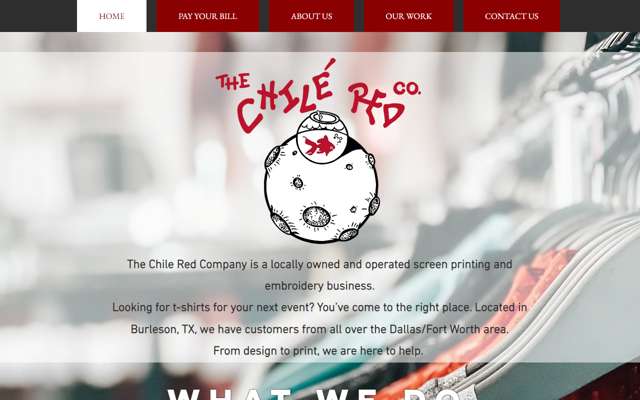 HOME
PAY YOUR BILL
ABOUT US
OUR WORK
CONTACT US
THE CHILÉ RED CO.
The Chile Red Company is a locally owned and operated screen printing and
embroidery business.
Looking for t-shirts for your next event? You've come to the right place. Located in
Burleson, TX, we have customers from all over the Dallas/Fort Worth area.
From design to print, we are here to help.
WHAT WE DO